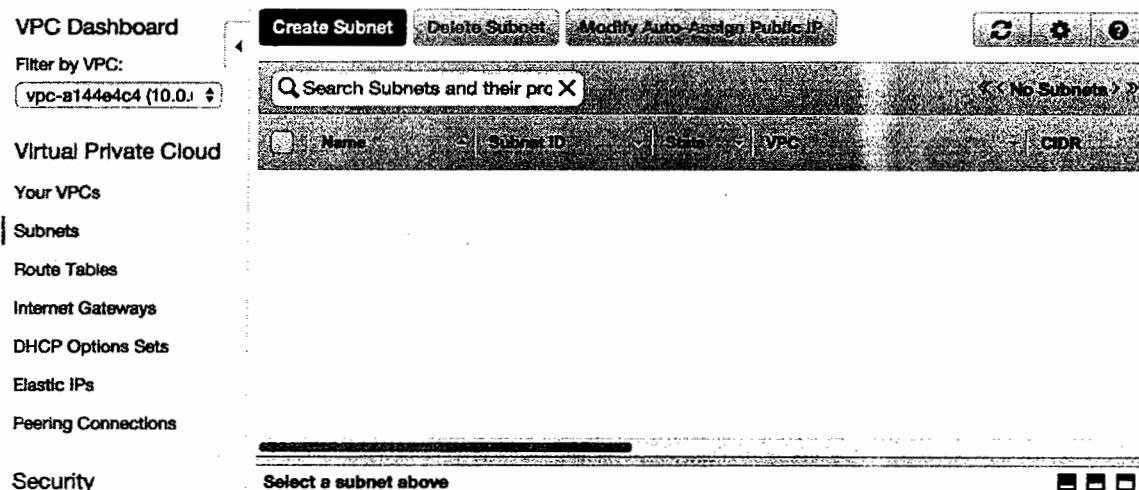 VPC Dashboard
Filter by VPC:
vpc-a144e4c4 (10.0.
Virtual Private Cloud
Your VPCs
Subnets
Route Tables
Internet Gateways
DHCP Options Sets
Elastic IPs
Peering Connections
Security
Create Subnet Delete Subnet Modify Auto-Assign Public IP
Search Subnets and their pro X
<< < No Subnets > >>
Name Subnet ID State VPC CIDR
Select a subnet above